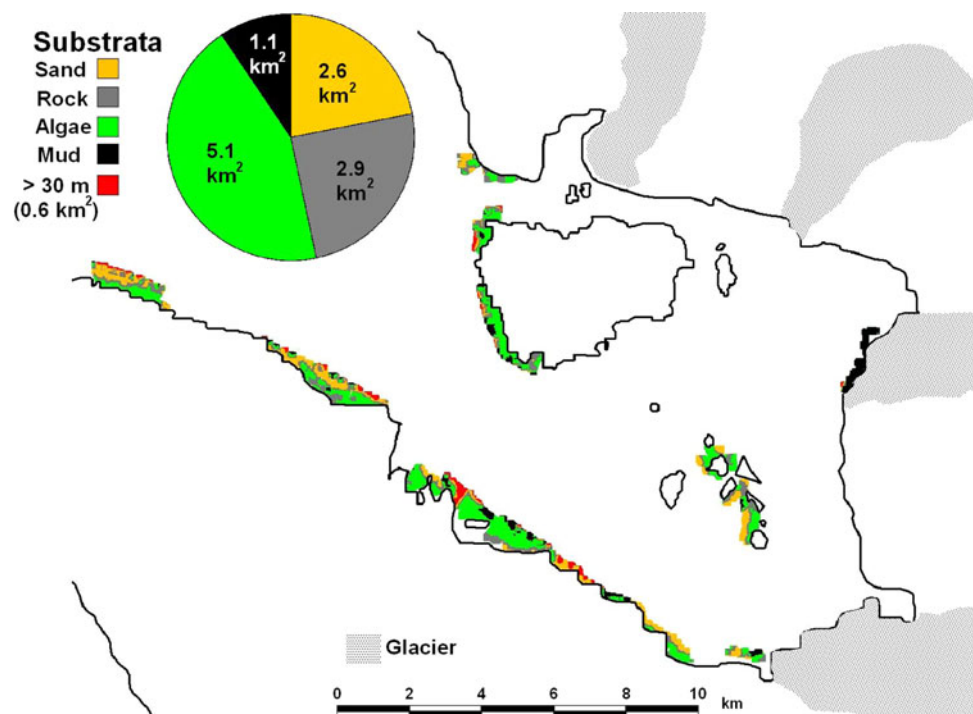 Substrata
Sand
Rock
Algae
Mud
> 30 m
(0.6 km²)
1.1
km²
2.6
km²
5.1
km²
2.9
km²
Glacier
0 2 4 6 8 10 km